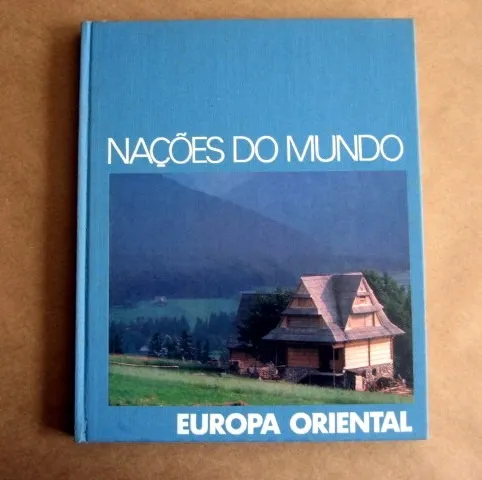 NAÇÕES DO MUNDO
EUROPA ORIENTAL